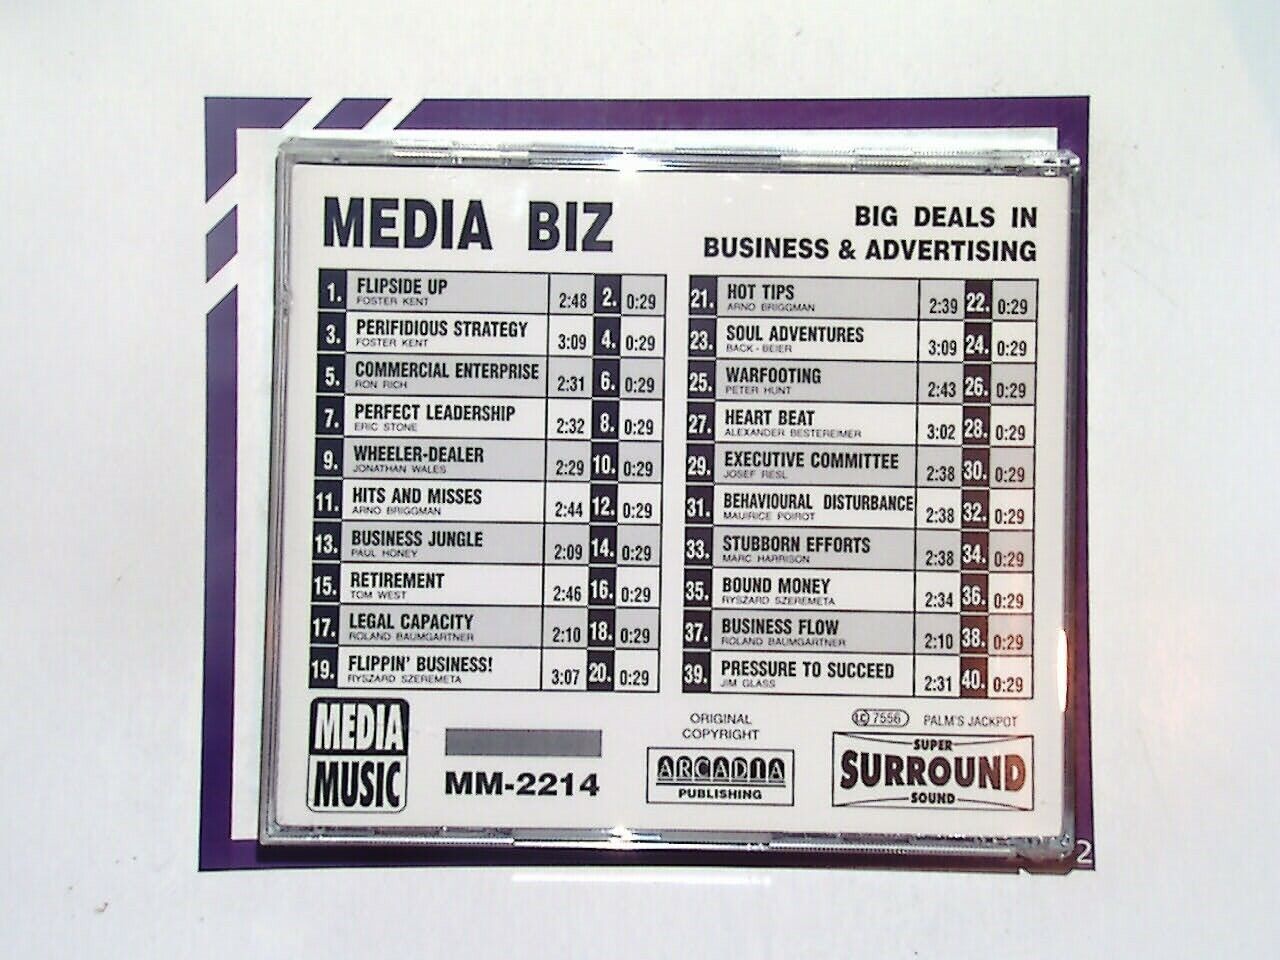 MEDIA BIZ
BIG DEALS IN
BUSINESS & ADVERTISING
1. FLIPSIDE UP 2:48 2. 0:29
FOSTER KENT
3. PERIFIDIOUS STRATEGY 3:09 4. 0:29
FOSTER KENT
5. COMMERCIAL ENTERPRISE 2:31 6. 0:29
RON RICH
7. PERFECT LEADERSHIP 2:32 8. 0:29
ERIC STONE
9. WHEELER-DEALER 2:29 10. 0:29
JONATHAN WALES
11. HITS AND MISSES 2:44 12. 0:29
ARNO BRIGGMAN
13. BUSINESS JUNGLE 2:09 14. 0:29
PAUL HONEY
15. RETIREMENT 2:46 16. 0:29
TOM WEST
17. LEGAL CAPACITY 2:10 18. 0:29
ROLAND BAUMGARTNER
19. FLIPPIN' BUSINESS! 3:07 20. 0:29
RYSZARD SZEREMETA
21. HOT TIPS 2:39 22. 0:29
ARNO BRIGGMAN
23. SOUL ADVENTURES 3:09 24. 0:29
BACK - BEIER
25. WARFOOTING 2:43 26. 0:29
PETER HUNT
27. HEART BEAT 3:02 28. 0:29
ALEXANDER BESTEREIMER
29. EXECUTIVE COMMITTEE 2:38 30. 0:29
JOSEF RESL
31. BEHAVIOURAL DISTURBANCE 2:38 32. 0:29
MAURICE POIROT
33. STUBBORN EFFORTS 2:38 34. 0:29
MARC HARRISON
35. BOUND MONEY 2:34 36. 0:29
RYSZARD SZEREMETA
37. BUSINESS FLOW 2:10 38. 0:29
ROLAND BAUMGARTNER
39. PRESSURE TO SUCCEED 2:31 40. 0:29
JIM GLASS
MEDIA
MUSIC
MM-2214
ORIGINAL
COPYRIGHT
ARCADIA
PUBLISHING
LC 7556 PALM'S JACKPOT
SUPER
SURROUND
SOUND
2